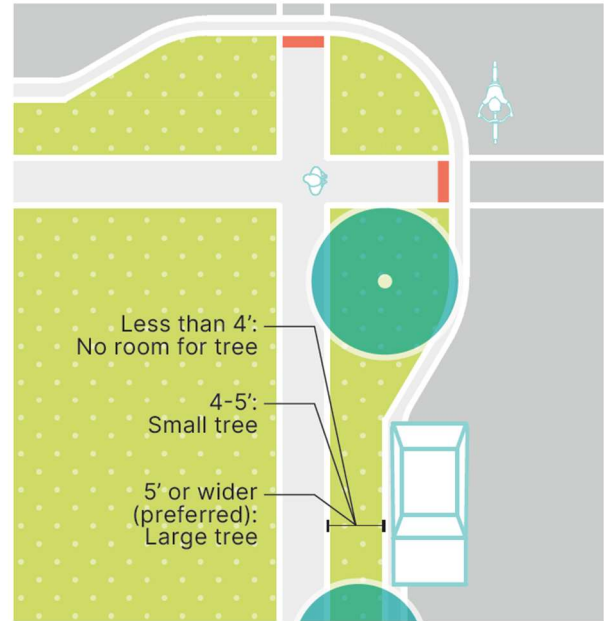 Less than 4’:
No room for tree
4-5’:
Small tree
5’ or wider
(preferred):
Large tree